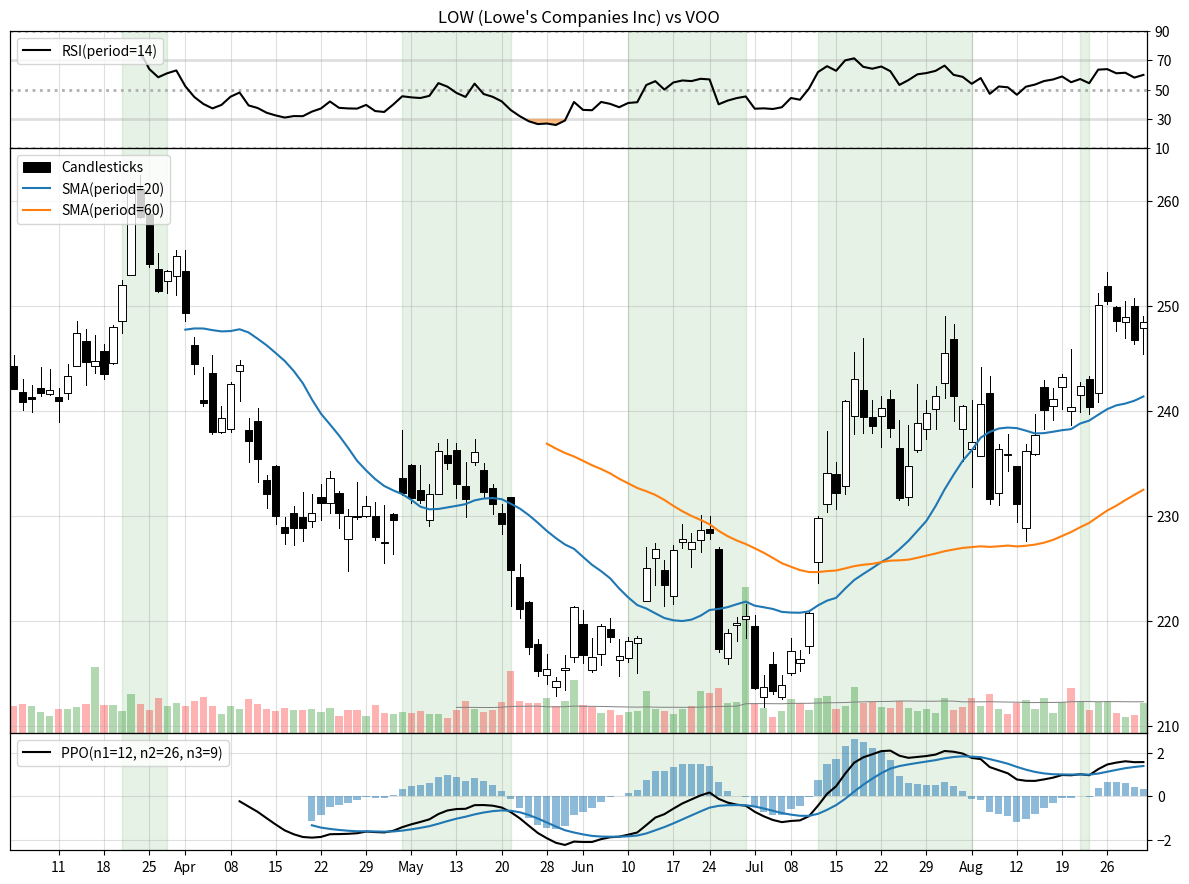 LOW (Lowe's Companies Inc) vs VOO
RSI(period=14)
90
70
50
30
10
Candlesticks
SMA(period=20)
SMA(period=60)
260
250
240
230
220
210
PPO(n1=12, n2=26, n3=9)
2
0
−2
11 18 25 Apr 08 15 22 29 May 13 20 28 Jun 10 17 24 Jul 08 15 22 29 Aug 12 19 26